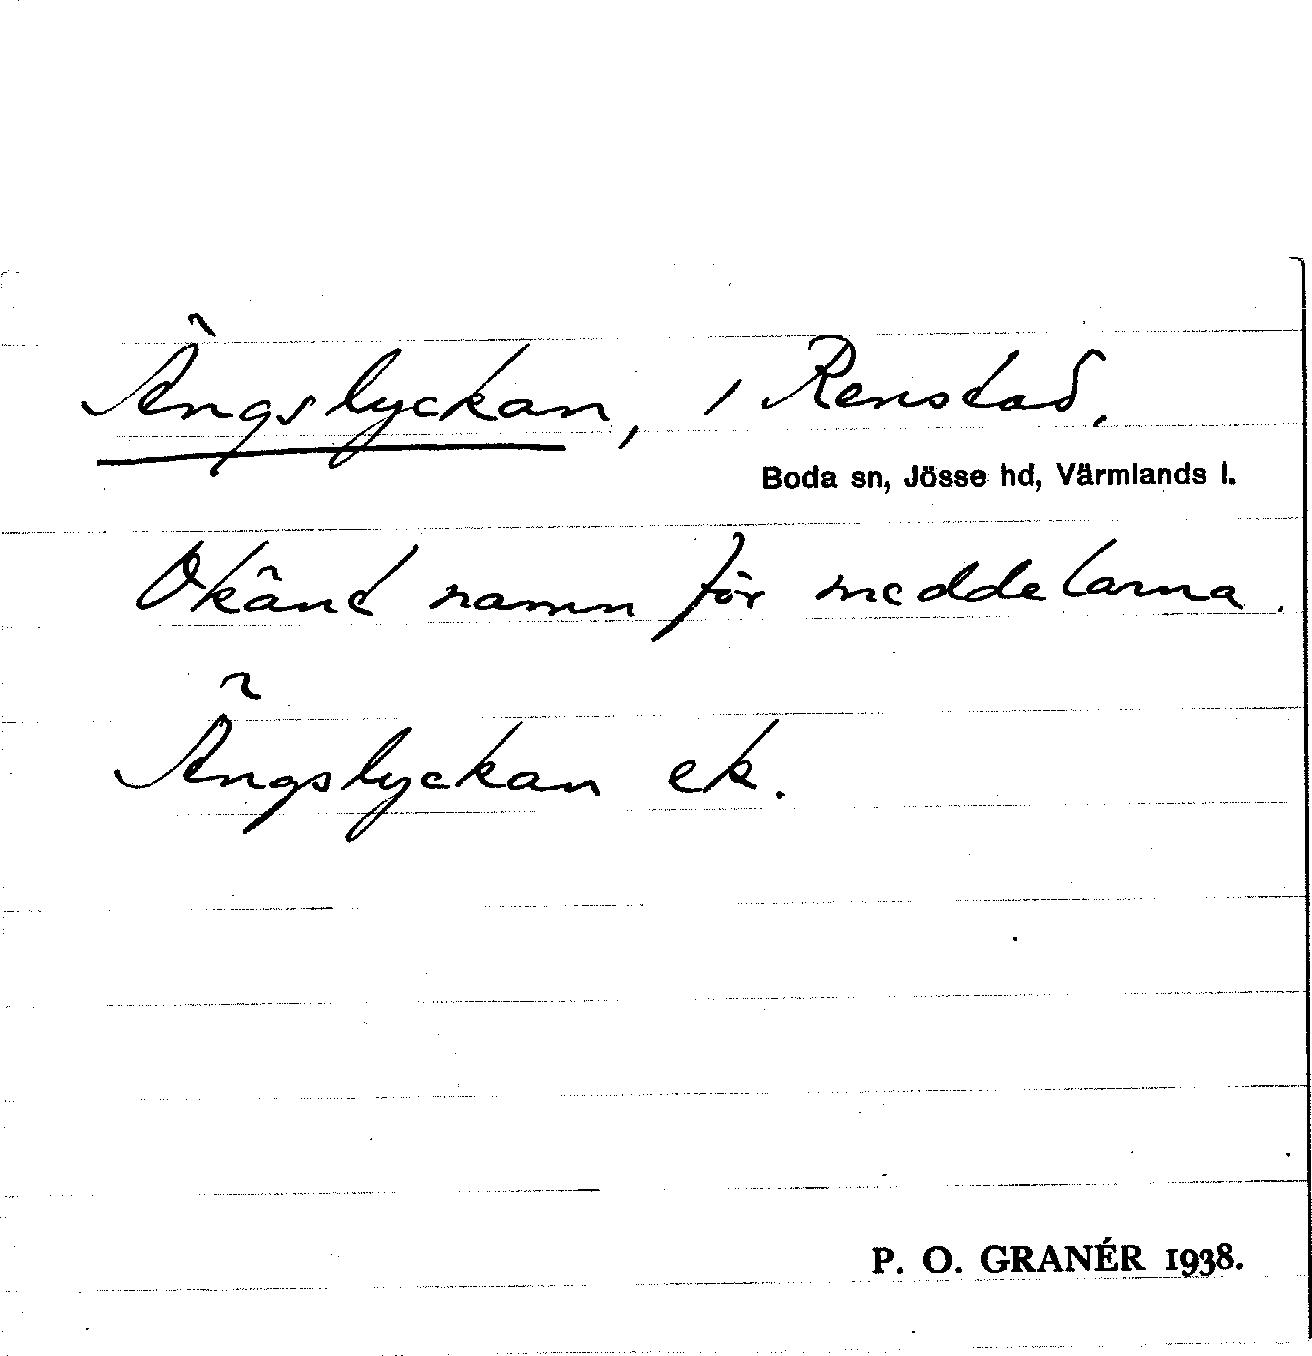 Ängslyckan, i Renstad.
Boda sn, Jösse hd, Värmlands l.
Okänt namn för meddelarna.
Ängslyckan ek.
P. O. GRANÉR 1938.